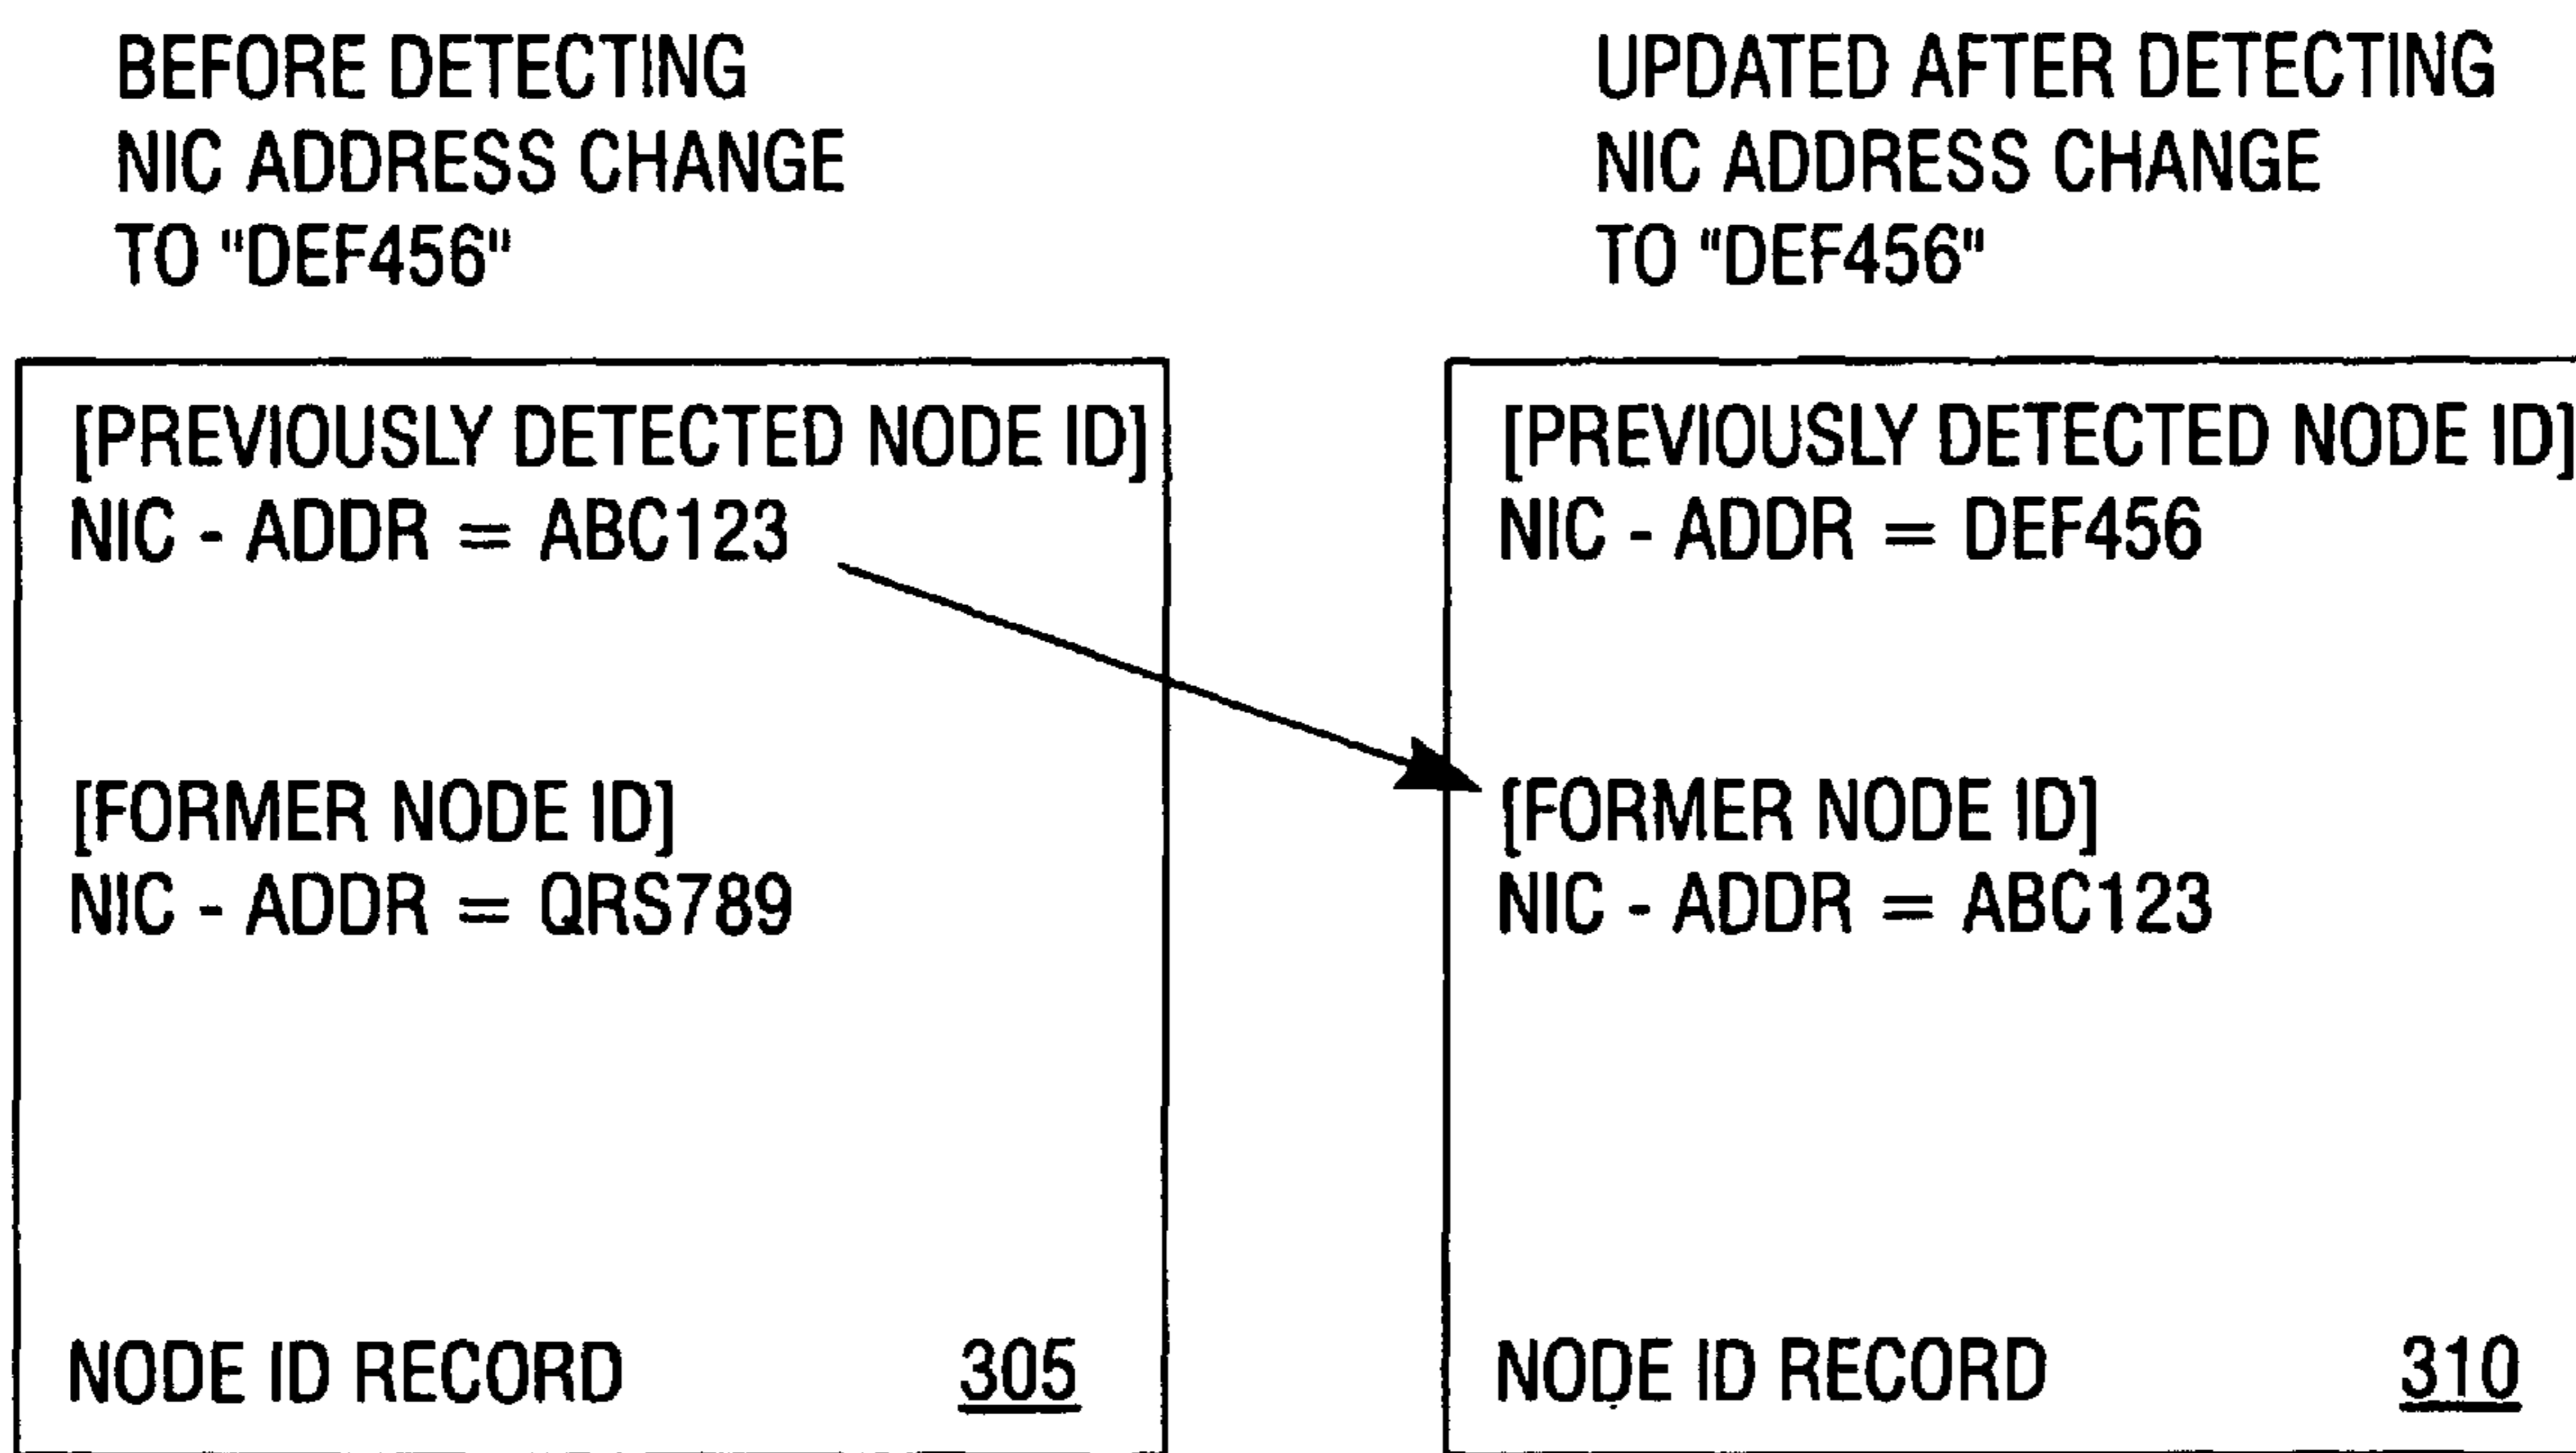 BEFORE DETECTING
NIC ADDRESS CHANGE
TO "DEF456"
[PREVIOUSLY DETECTED NODE ID]
NIC - ADDR = ABC123
[FORMER NODE ID]
NIC - ADDR = QRS789
NODE ID RECORD 305
UPDATED AFTER DETECTING
NIC ADDRESS CHANGE
TO "DEF456"
[PREVIOUSLY DETECTED NODE ID]
NIC - ADDR = DEF456
[FORMER NODE ID]
NIC - ADDR = ABC123
NODE ID RECORD 310